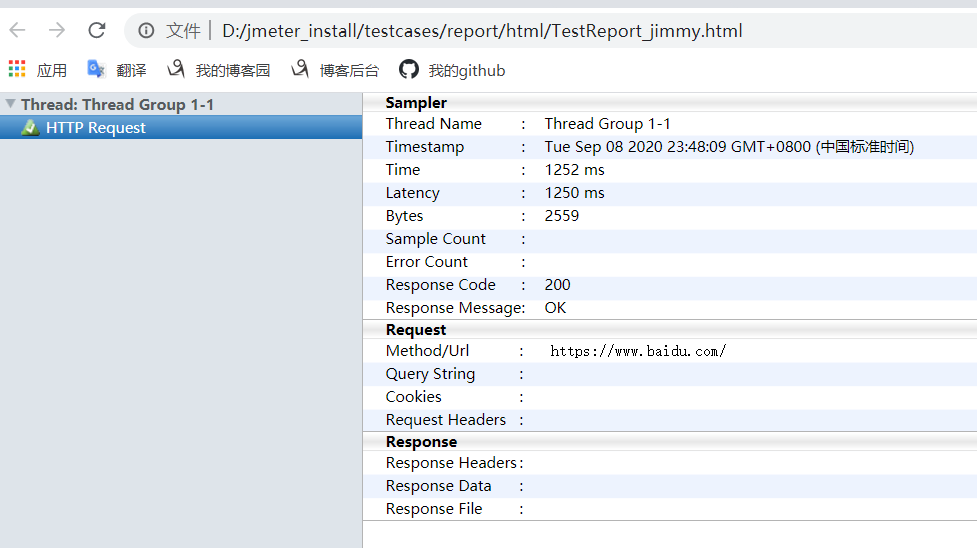 文件 | D:/jmeter_install/testcases/report/html/TestReport_jimmy.html
应用 翻译 我的博客园 博客后台 我的github
Thread: Thread Group 1-1
HTTP Request
Sampler
Thread Name : Thread Group 1-1
Timestamp : Tue Sep 08 2020 23:48:09 GMT+0800 (中国标准时间)
Time : 1252 ms
Latency : 1250 ms
Bytes : 2559
Sample Count :
Error Count :
Response Code : 200
Response Message: OK
Request
Method/Url : https://www.baidu.com/
Query String :
Cookies :
Request Headers :
Response
Response Headers :
Response Data :
Response File :